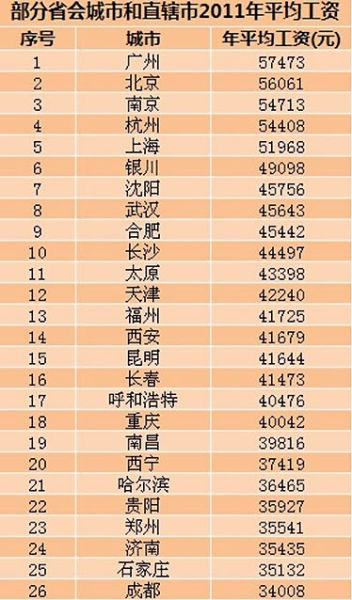 部分省会城市和直辖市2011年平均工资
序号 城市 年平均工资(元)
1 广州 57473
2 北京 56061
3 南京 54713
4 杭州 54408
5 上海 51968
6 银川 49098
7 沈阳 45756
8 武汉 45643
9 合肥 45442
10 长沙 44497
11 太原 43398
12 天津 42240
13 福州 41725
14 西安 41679
15 昆明 41644
16 长春 41473
17 呼和浩特 40476
18 重庆 40042
19 南昌 39816
20 西宁 37419
21 哈尔滨 36465
22 贵阳 35927
23 郑州 35541
24 济南 35435
25 石家庄 35132
26 成都 34008